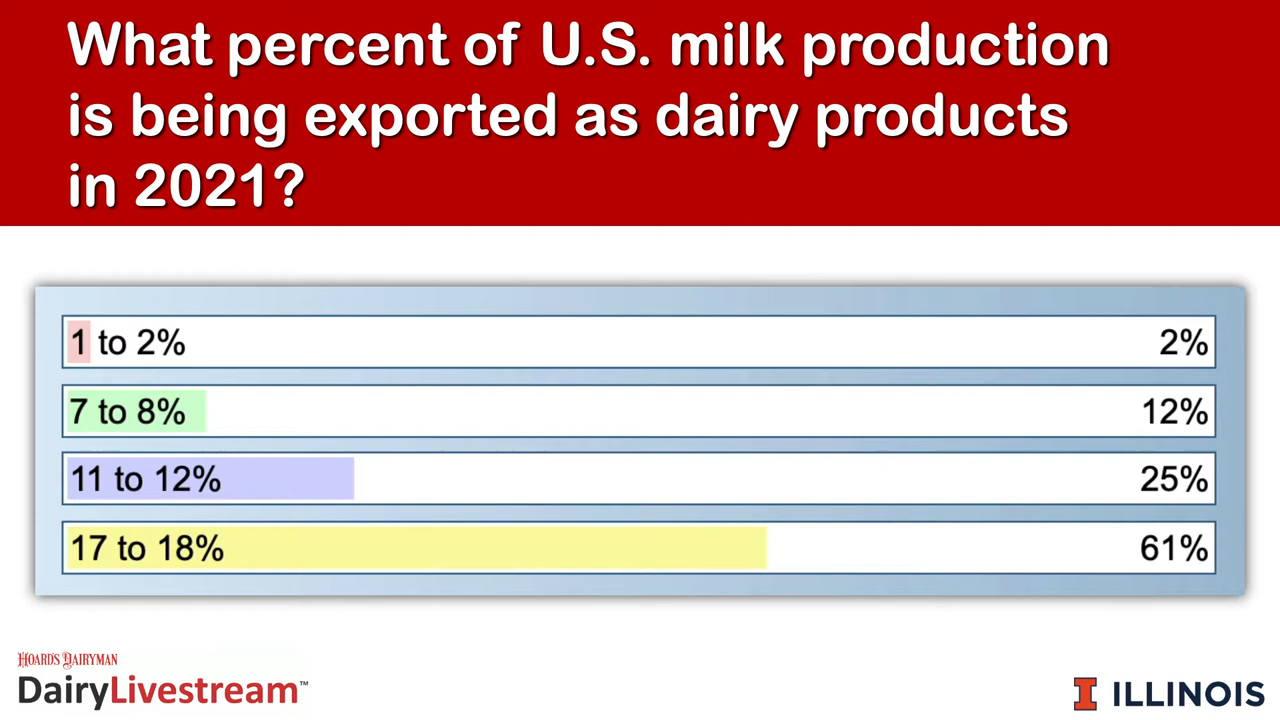 What percent of U.S. milk production
is being exported as dairy products
in 2021?
1 to 2% 2%
7 to 8% 12%
11 to 12% 25%
17 to 18% 61%
HOARD'S DAIRYMAN
DairyLivestream™
I ILLINOIS